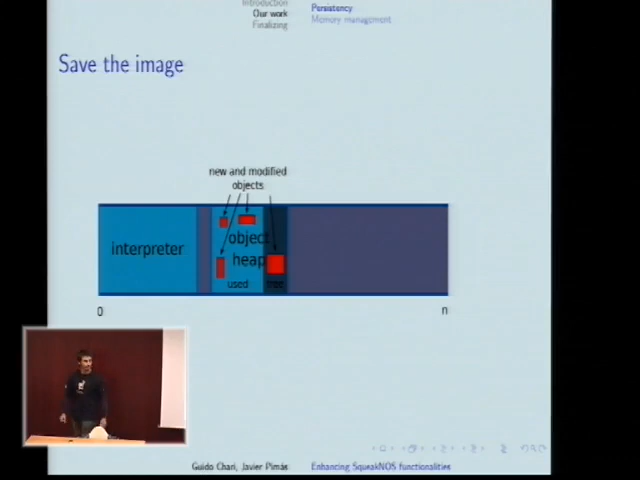 Introduction
Our work
Finalizing
Persistency
Memory management
Save the image
new and modified
objects
interpreter
object
heap
used
free
0
n
Guido Chari, Javier Pimás
Enhancing SqueakNOS functionalities